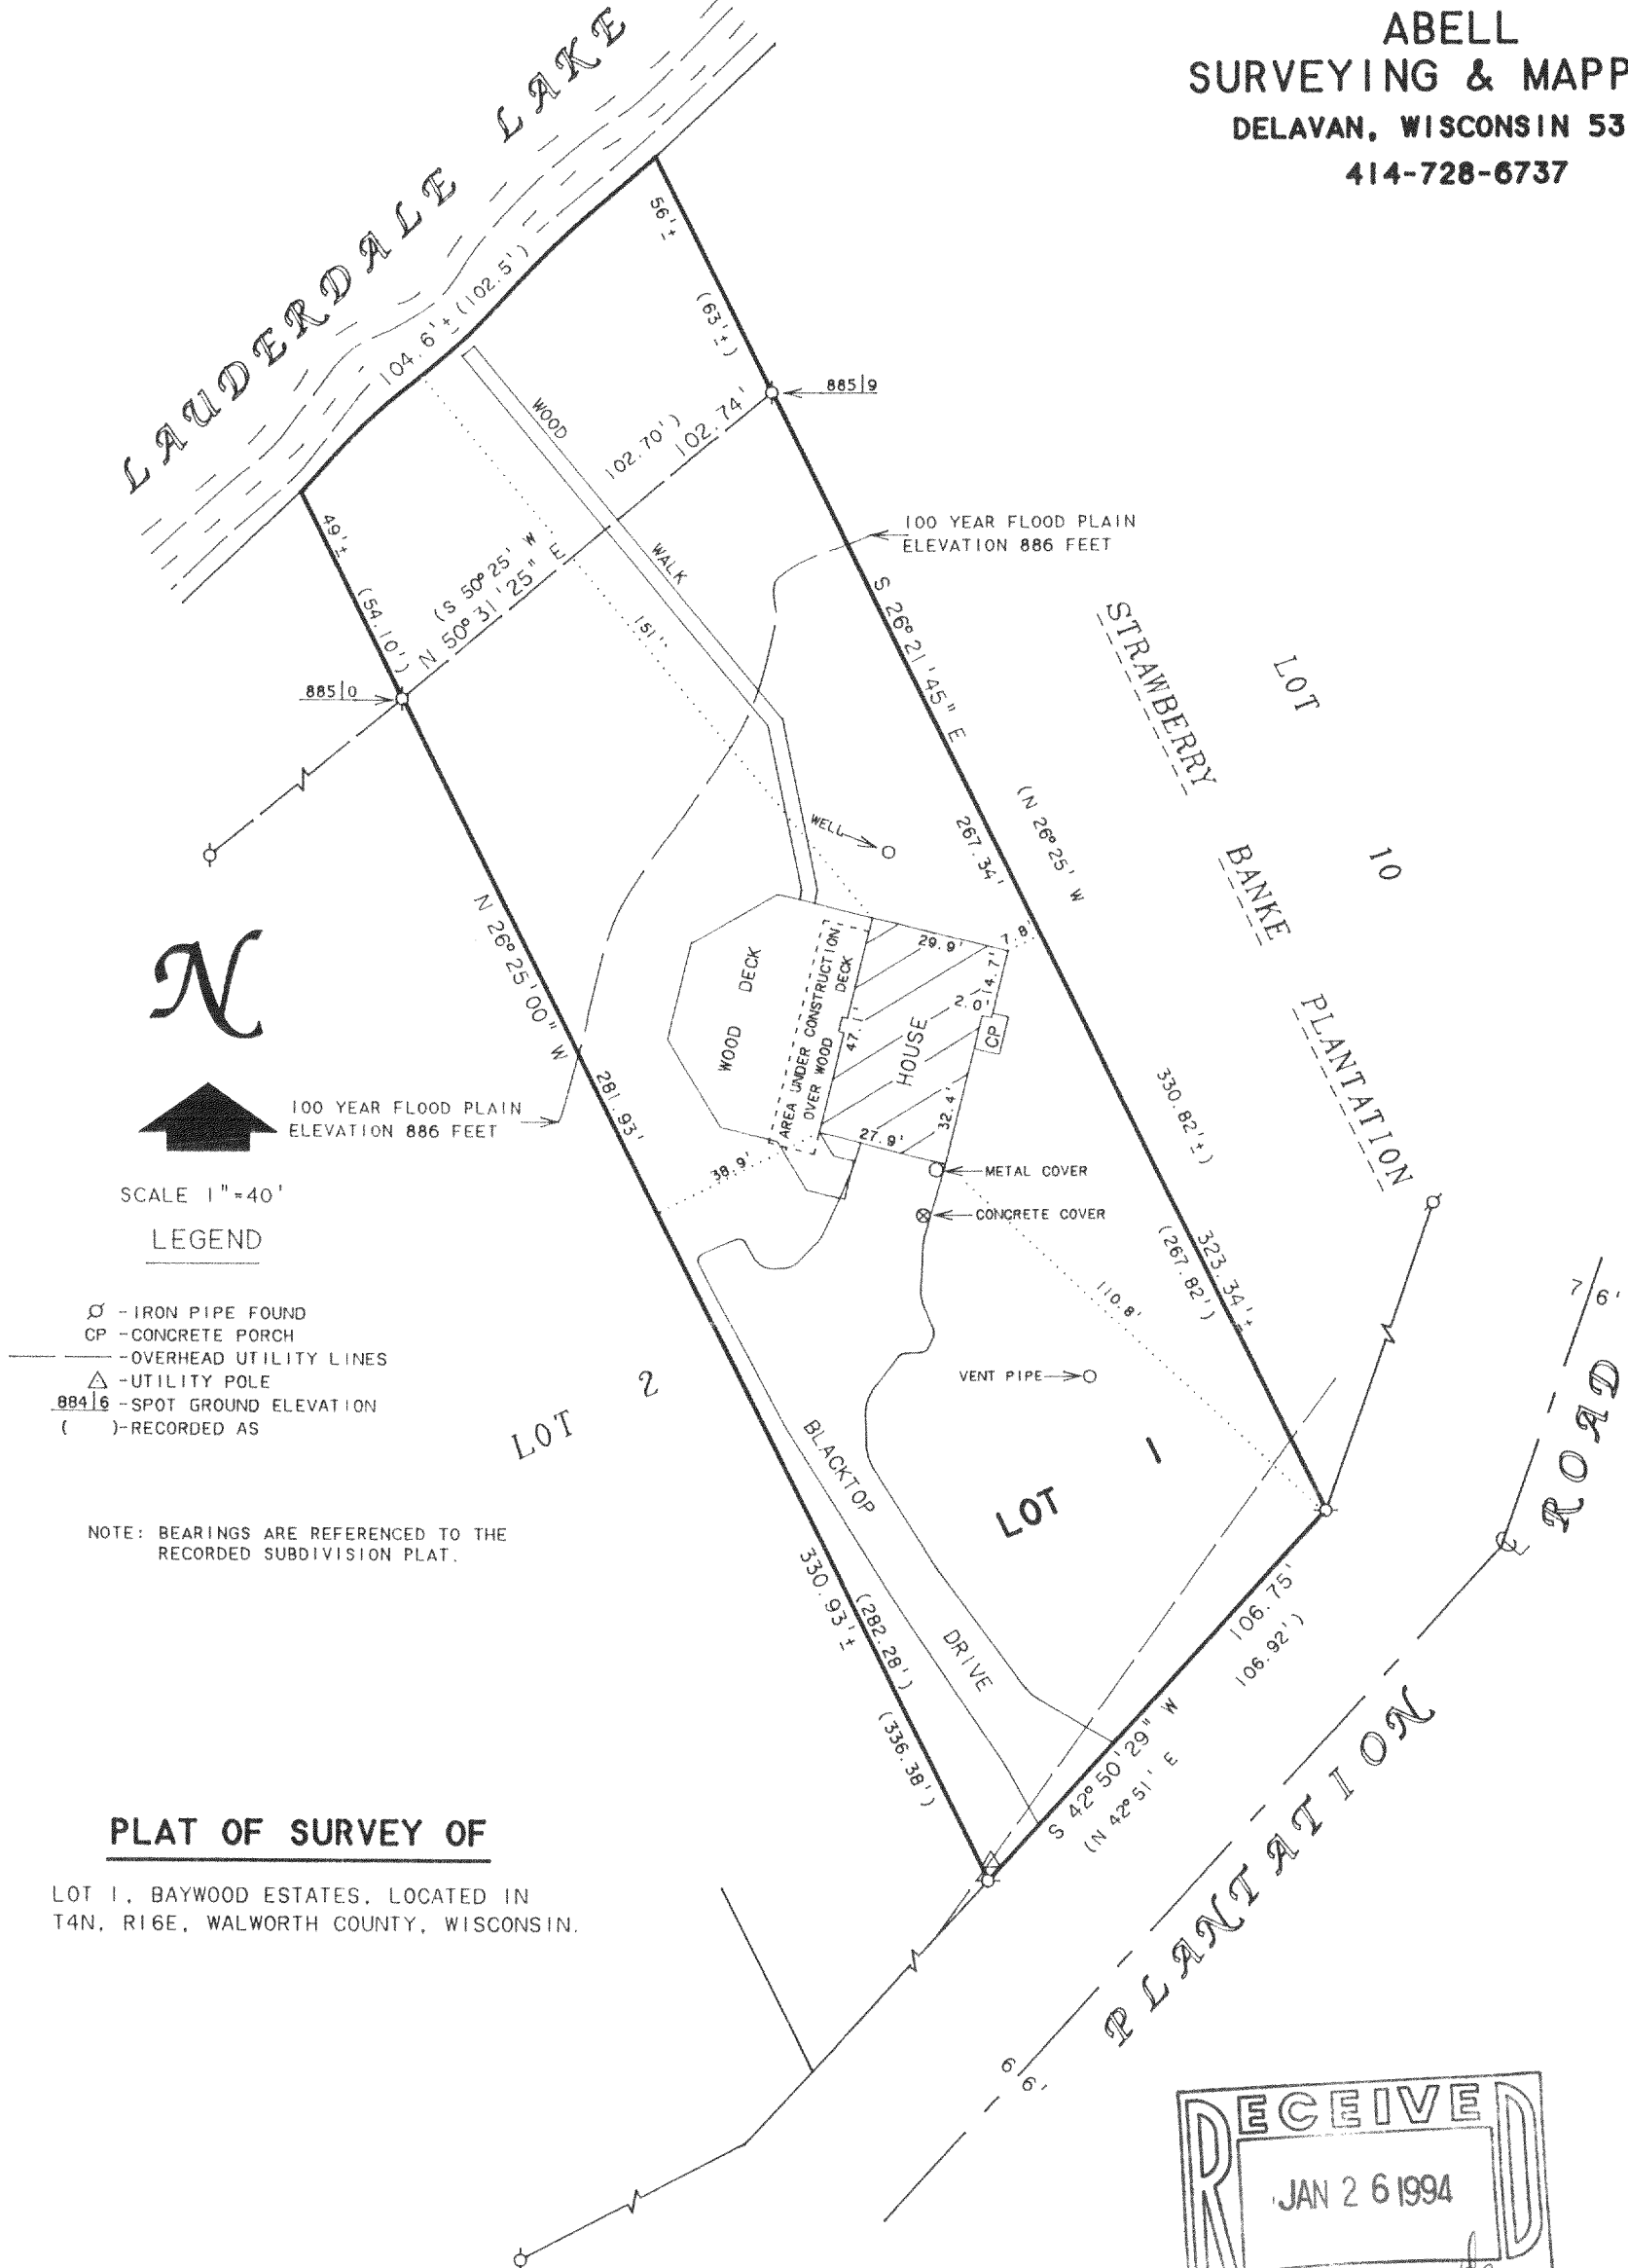 ABELL
SURVEYING & MAPP
DELAVAN, WISCONSIN 53
414-728-6737
LAUDERDALE LAKE
104.6'± (102.5')
56'±
(63'±)
885|9
WOOD
WALK
102.70')
102.74'
49'±
(54.10')
(S 50° 25' W
N 50° 31' 25" E
151'±
885|0
100 YEAR FLOOD PLAIN
ELEVATION 886 FEET
S 26° 21' 45" E
267.34'
(N 26° 25' W
330.82'±)
323.34'±
(267.82')
STRAWBERRY
BANKE
PLANTATION
LOT
10
WELL
N 26° 25' 00" W
281.93'
WOOD DECK
AREA UNDER CONSTRUCTION
OVER WOOD DECK
29.9'
7.8'
14.7'
2.0
47.1'
HOUSE
CP
32.4'
27.9'
38.9'
METAL COVER
CONCRETE COVER
110.8'
VENT PIPE
N
100 YEAR FLOOD PLAIN
ELEVATION 886 FEET
SCALE 1"=40'
LEGEND
- IRON PIPE FOUND
CP - CONCRETE PORCH
- OVERHEAD UTILITY LINES
- UTILITY POLE
884|6 - SPOT GROUND ELEVATION
( ) - RECORDED AS
LOT 2
NOTE: BEARINGS ARE REFERENCED TO THE
RECORDED SUBDIVISION PLAT.
BLACKTOP
DRIVE
LOT 1
330.93'±
(282.28')
(336.38')
106.75'
106.92')
S 42° 50' 29" W
(N 42° 51' E
76'
66'
PLANTATION ROAD
PLAT OF SURVEY OF
LOT 1, BAYWOOD ESTATES, LOCATED IN
T4N, R16E, WALWORTH COUNTY, WISCONSIN.
RECEIVED
JAN 26 1994